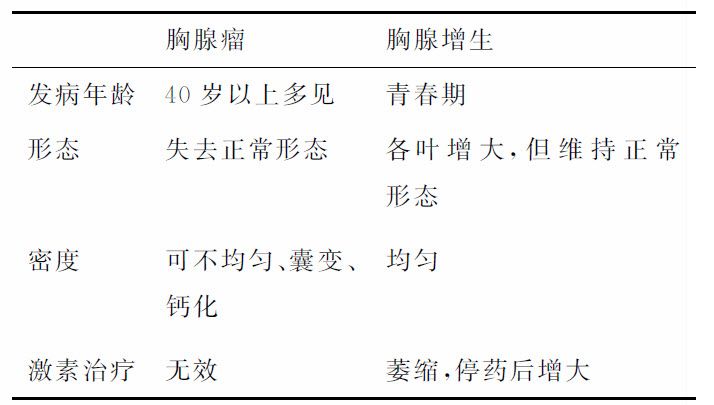 胸腺瘤 胸腺增生
发病年龄 40岁以上多见 青春期
形态 失去正常形态 各叶增大,但维持正常
形态
密度 可不均匀、囊变、 均匀
钙化
激素治疗 无效 萎缩,停药后增大